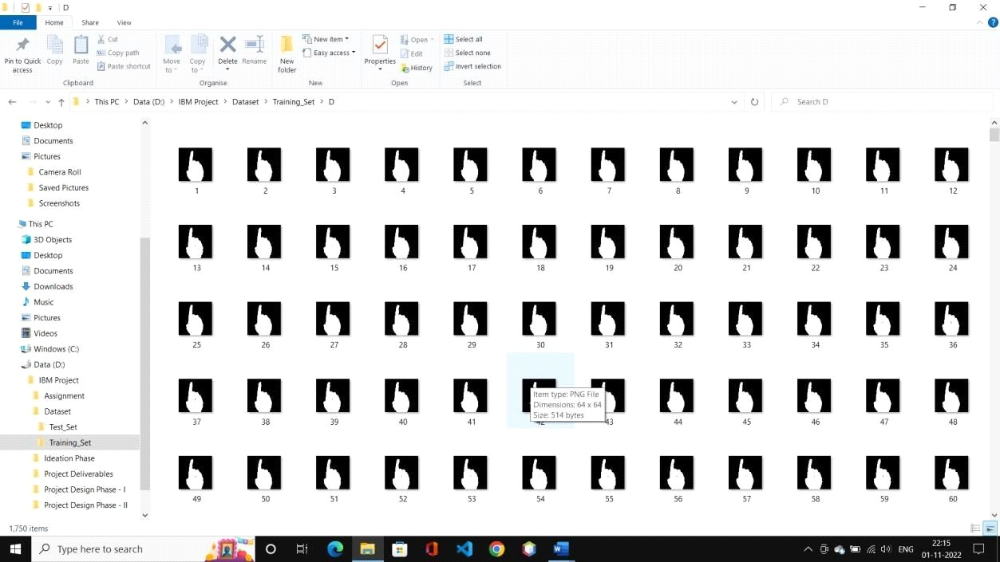 D
File Home Share View
Pin to Quick access
Copy
Paste
Cut
Copy path
Paste shortcut
Clipboard
Move to
Copy to
Delete
Rename
Organise
New folder
New item
Easy access
New
Properties
Open
Edit
History
Open
Select all
Select none
Invert selection
Select
This PC > Data (D:) > IBM Project > Dataset > Training_Set > D
Search D
Desktop
Documents
Pictures
Camera Roll
Saved Pictures
Screenshots
This PC
3D Objects
Desktop
Documents
Downloads
Music
Pictures
Videos
Windows (C:)
Data (D:)
IBM Project
Assignment
Dataset
Test_Set
Training_Set
Ideation Phase
Project Deliverables
Project Design Phase - I
Project Design Phase - II
1 2 3 4 5 6 7 8 9 10 11 12
13 14 15 16 17 18 19 20 21 22 23 24
25 26 27 28 29 30 31 32 33 34 35 36
Item type: PNG File
Dimensions: 64 x 64
Size: 514 bytes
37 38 39 40 41 42 43 44 45 46 47 48
49 50 51 52 53 54 55 56 57 58 59 60
1,750 items
Type here to search
ENG
22:15
01-11-2022